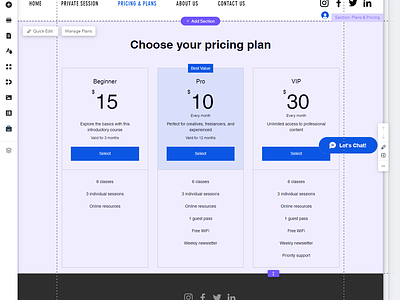 HOME PRIVATE SESSION PRICING & PLANS ABOUT US CONTACT US
+ Add Section
Section: Plans & Pricing
Quick Edit Manage Plans
Choose your pricing plan
Best Value
Beginner
$ 15
Explore the basics with this
introductory course
Valid for 3 months
Select
6 classes
3 individual sessions
Online resources
Pro
$ 10
Every month
Perfect for creatives, freelancers, and
experienced
Valid for 12 months
Select
6 classes
3 individual sessions
Online resources
1 guest pass
Free WiFi
Weekly newsletter
VIP
$ 30
Every month
Unlimited access to professional
content
Select
6 classes
3 individual sessions
Online resources
1 guest pass
Free WiFi
Weekly newsletter
Priority support
Let's Chat!